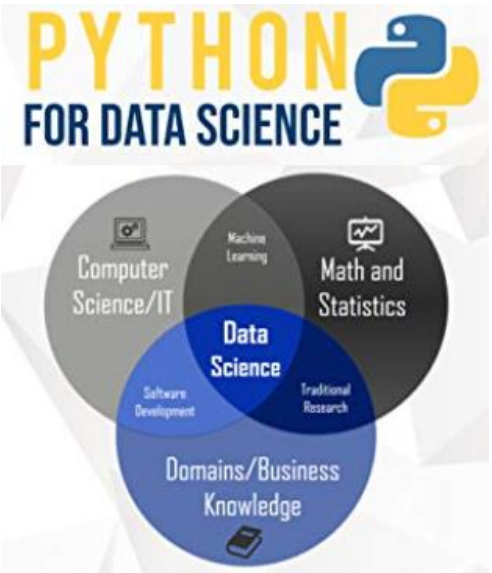 PYTHON
FOR DATA SCIENCE
Machine
Learning
Computer
Science/IT
Math and
Statistics
Data
Science
Software
Development
Traditional
Research
Domains/Business
Knowledge